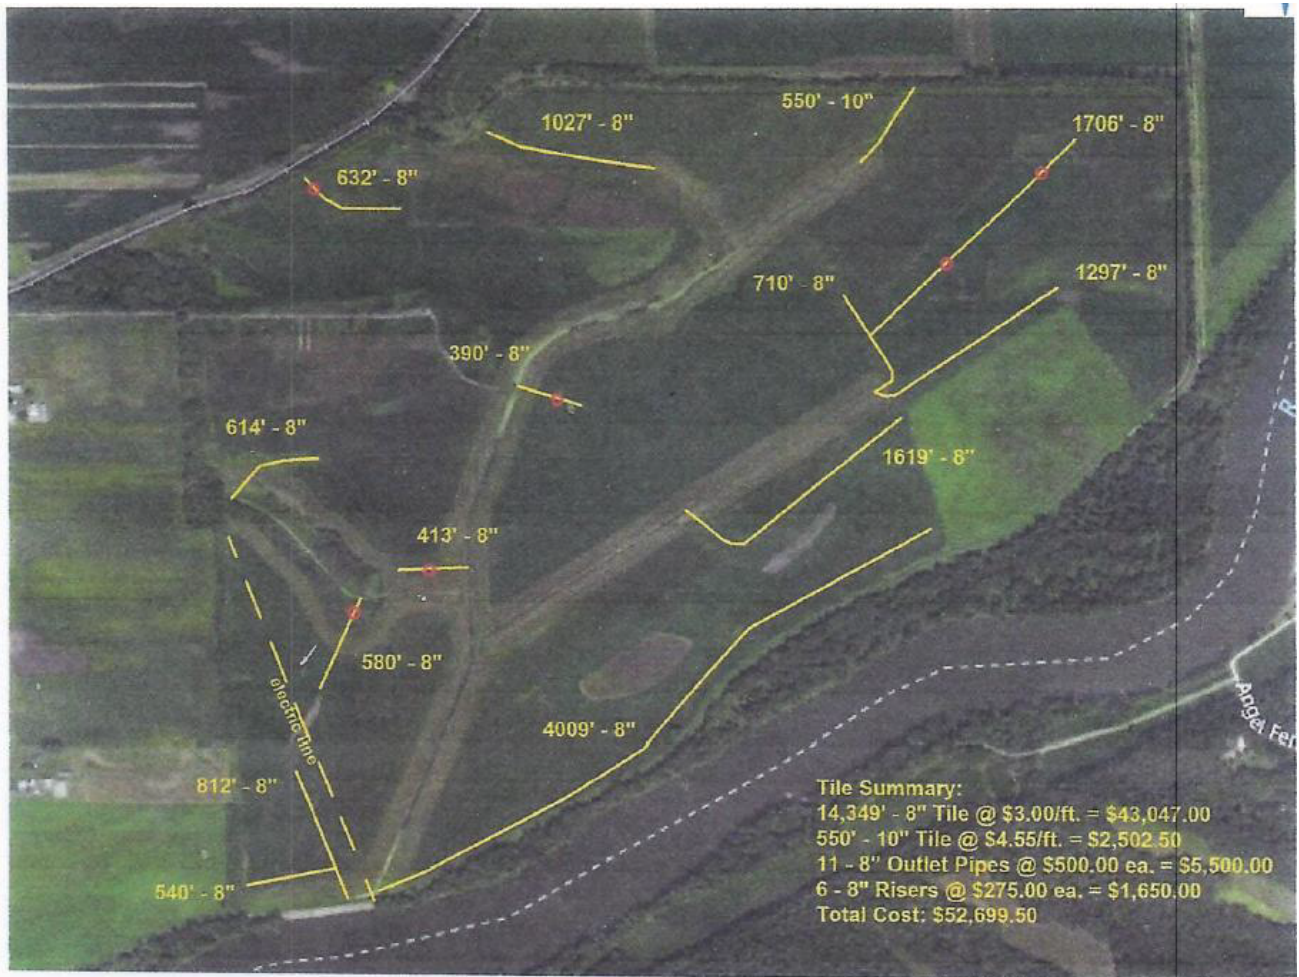 550' - 10"
1027' - 8"
1706' - 8"
632' - 8"
710' - 8"
1297' - 8"
390' - 8"
614' - 8"
1619' - 8"
413' - 8"
580' - 8"
electric line
4009' - 8"
812' - 8"
540' - 8"
R
Angel Fer
Tile Summary:
14,349' - 8" Tile @ $3.00/ft. = $43,047.00
550' - 10" Tile @ $4.55/ft. = $2,502.50
11 - 8" Outlet Pipes @ $500.00 ea. = $5,500.00
6 - 8" Risers @ $275.00 ea. = $1,650.00
Total Cost: $52,699.50